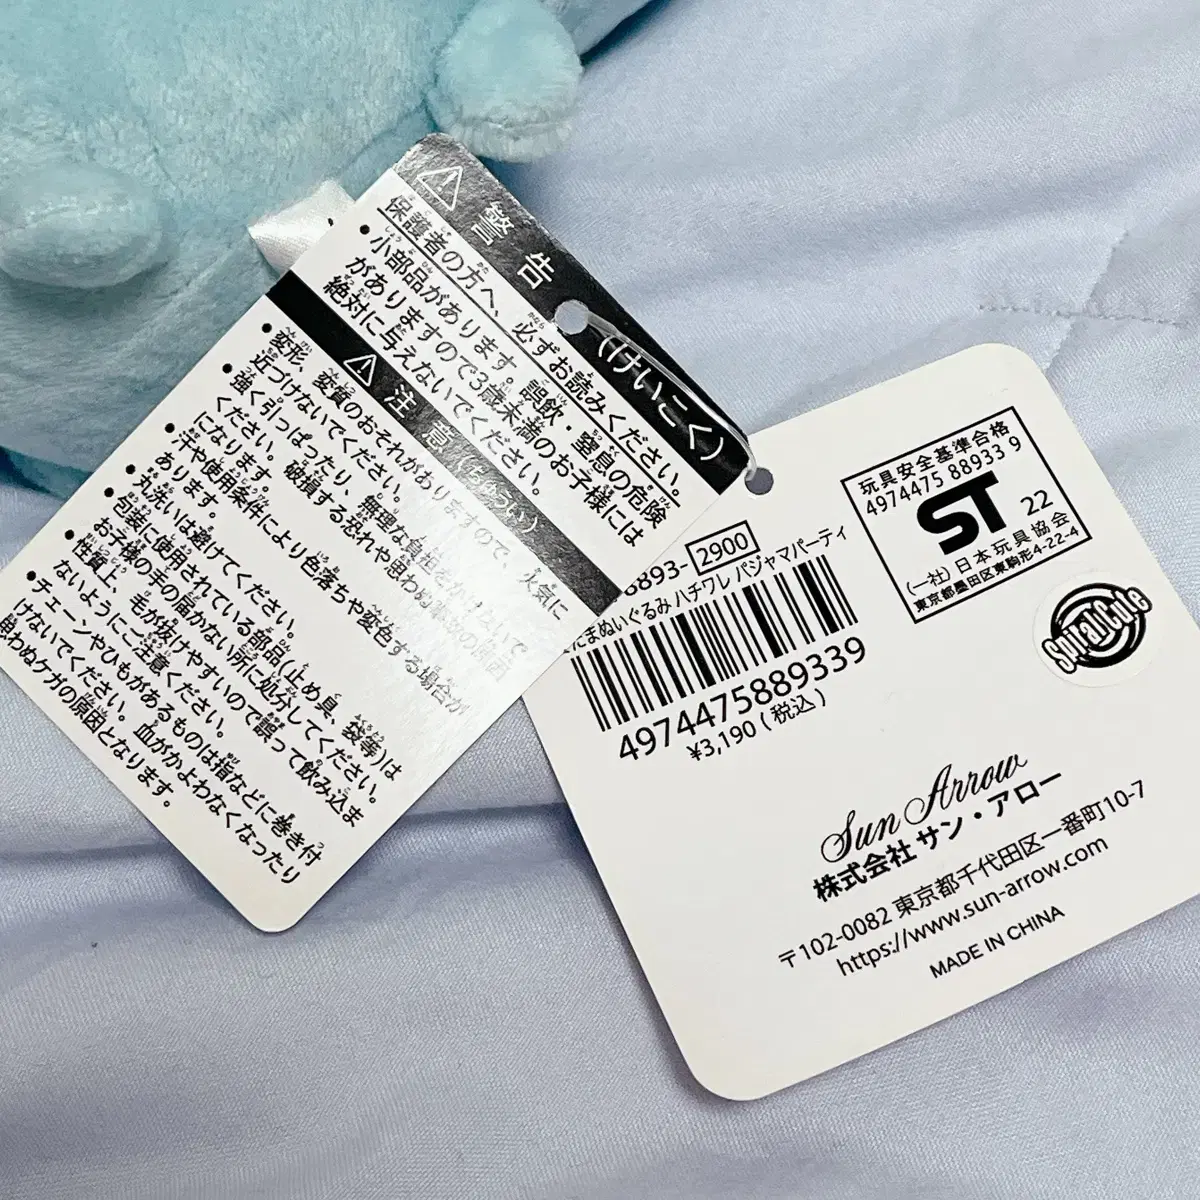 警告（けいこく）
保護者の方へ、必ずお読みください。
・小部品があります。誤飲・窒息の危険
がありますので3歳未満のお子様には
絶対に与えないでください。
注意（ちゅうい）
・変形、変質のおそれがありますので、火気に
近づけないでください。
・強く引っぱったり、無理な負担をかけないで
ください。破損する恐れや思わぬ事故の原因
になります。
・汗や使用条件により色落ちや変色する場合が
あります。
・丸洗いは避けてください。
・包装に使用されている部品(止め具、袋等)は
お子様の手の届かない所に処分してください。
・性質上、毛が抜けやすいので誤って飲み込ま
ないようにご注意ください。
・チェーンやひもがあるものは指などに巻き付
けないでください。血がかよわなくなったり
思わぬケガの原因となります。
玩具安全基準合格
4974475 88933 9
ST 22
(一社) 日本玩具協会
東京都墨田区東駒形4-22-4
8893-2900
たまぬいぐるみ ハチワレ パジャマパーティ
4974475889339
¥3,190 (税込)
Spiral Cute
Sun Arrow
株式会社 サン・アロー
〒102-0082 東京都千代田区一番町10-7
https://www.sun-arrow.com
MADE IN CHINA